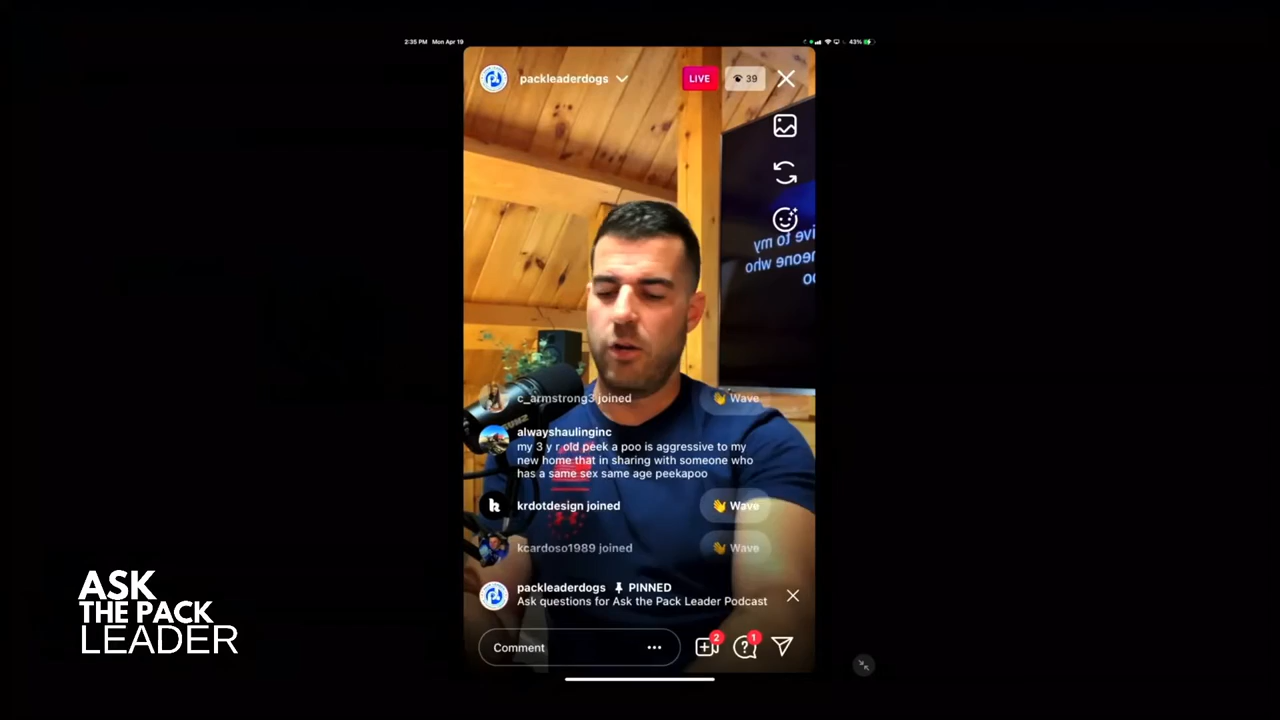 2:35 PM Mon Apr 19
43%
packleaderdogs
LIVE
39
ive to my
neone who
oo
c_armstrong3 joined
Wave
alwayshaulinginc
my 3 y r old peek a poo is aggressive to my
new home that in sharing with someone who
has a same sex same age peekapoo
krdotdesign joined
Wave
kcardoso1989 joined
Wave
packleaderdogs PINNED
Ask questions for Ask the Pack Leader Podcast
Comment
2
1
ASK
THE PACK
LEADER